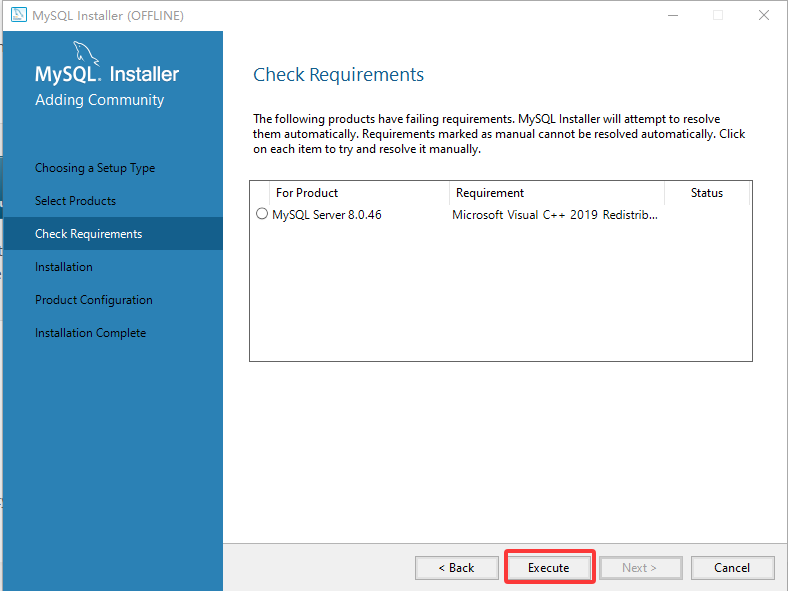 MySQL Installer (OFFLINE)
MySQL. Installer
Adding Community
Choosing a Setup Type
Select Products
Check Requirements
Installation
Product Configuration
Installation Complete
Check Requirements
The following products have failing requirements. MySQL Installer will attempt to resolve
them automatically. Requirements marked as manual cannot be resolved automatically. Click
on each item to try and resolve it manually.
For Product Requirement Status
MySQL Server 8.0.46 Microsoft Visual C++ 2019 Redistrib...
< Back Execute Next > Cancel